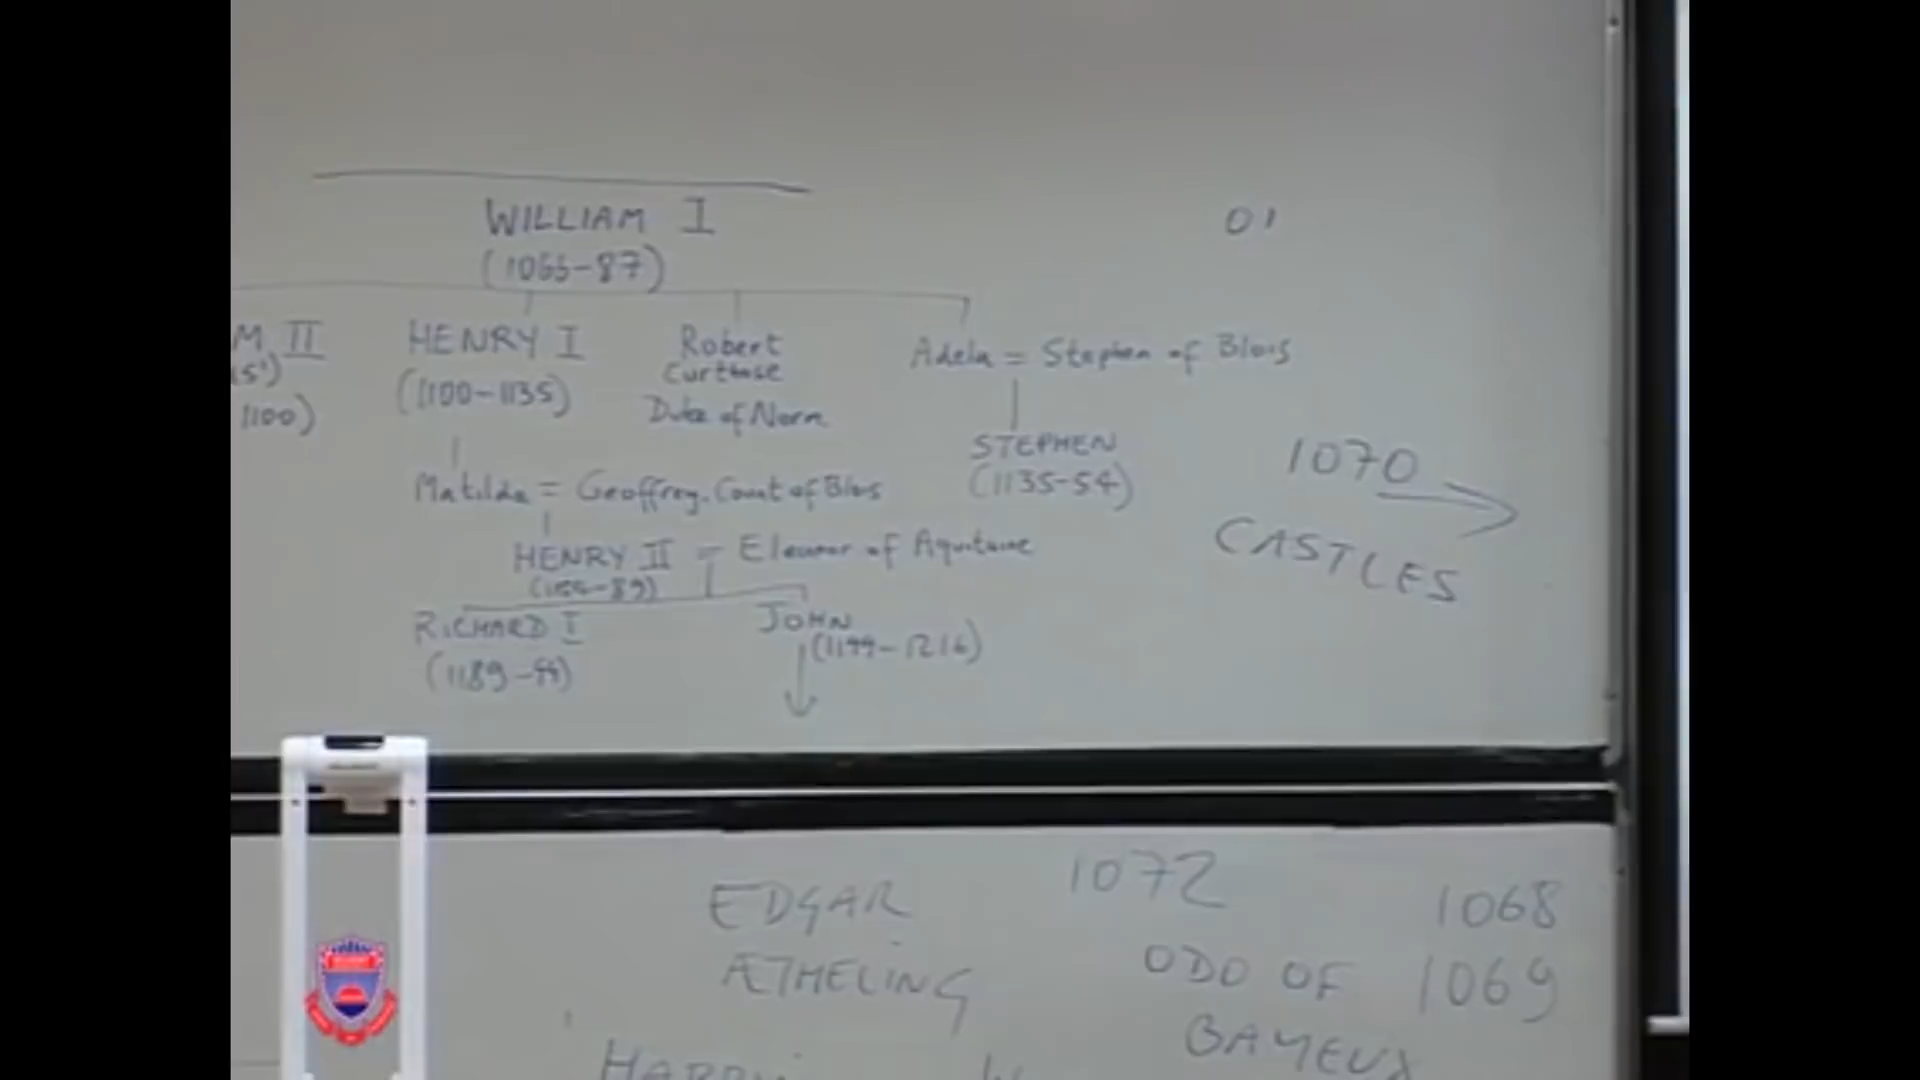 WILLIAM I
(1066-87)
01
M II
HENRY I
Robert
Adela = Stephen of Blois
Curthose
1100)
(1100-1135)
Duke of Norm
STEPHEN
(1135-54)
1070
Matilda = Geoffrey, Count of Blois
CASTLES
HENRY II = Eleanor of Aquitaine
RICHARD I
JOHN
(1199-1216)
(1189-99)
EDGAR
1072
1068
ÆTHELING
ODO OF
1069
BAYEUX